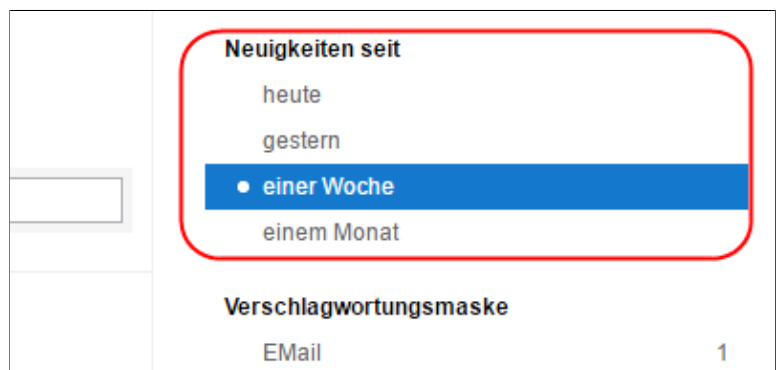 Neuigkeiten seit
heute
gestern
einer Woche
einem Monat
Verschlagwortungsmaske
EMail 1